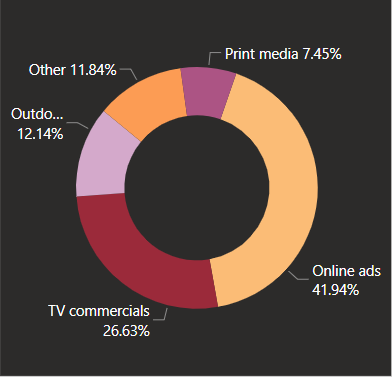 Print media 7.45%
Other 11.84%
Outdo...
12.14%
Online ads
41.94%
TV commercials
26.63%